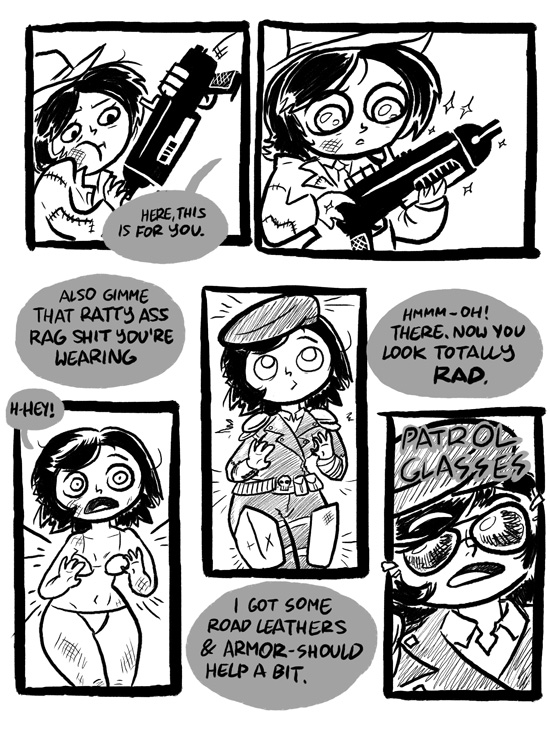 HERE, THIS
IS FOR YOU.
ALSO GIMME
THAT RATTY ASS
RAG SHIT YOU'RE
WEARING
H-HEY!
HMMM-OH!
THERE. NOW YOU
LOOK TOTALLY
RAD.
I GOT SOME
ROAD LEATHERS
& ARMOR-SHOULD
HELP A BIT.
PATROL
GLASSES